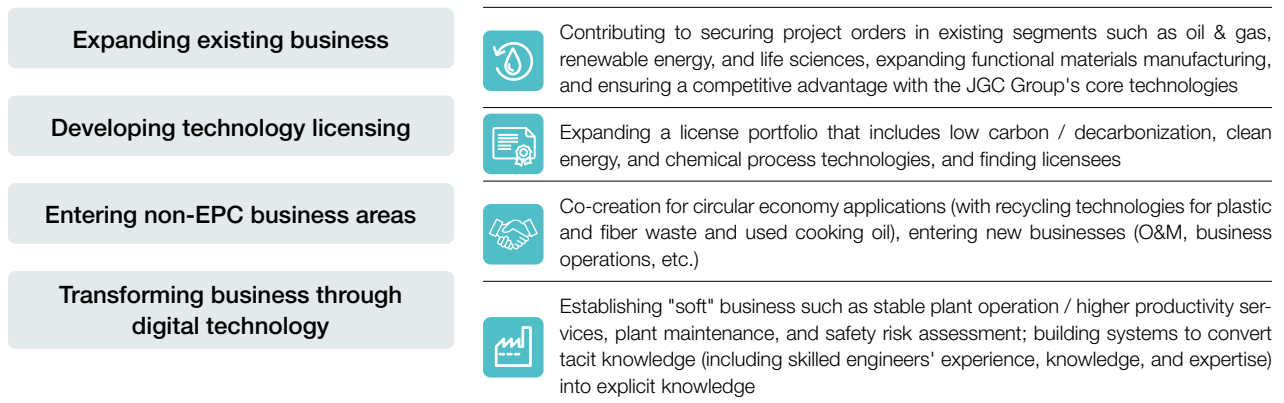 Expanding existing business
Contributing to securing project orders in existing segments such as oil & gas,
renewable energy, and life sciences, expanding functional materials manufacturing,
and ensuring a competitive advantage with the JGC Group's core technologies
Developing technology licensing
Expanding a license portfolio that includes low carbon / decarbonization, clean
energy, and chemical process technologies, and finding licensees
Entering non-EPC business areas
Co-creation for circular economy applications (with recycling technologies for plastic
and fiber waste and used cooking oil), entering new businesses (O&M, business
operations, etc.)
Transforming business through
digital technology
Establishing "soft" business such as stable plant operation / higher productivity ser-
vices, plant maintenance, and safety risk assessment; building systems to convert
tacit knowledge (including skilled engineers' experience, knowledge, and expertise)
into explicit knowledge